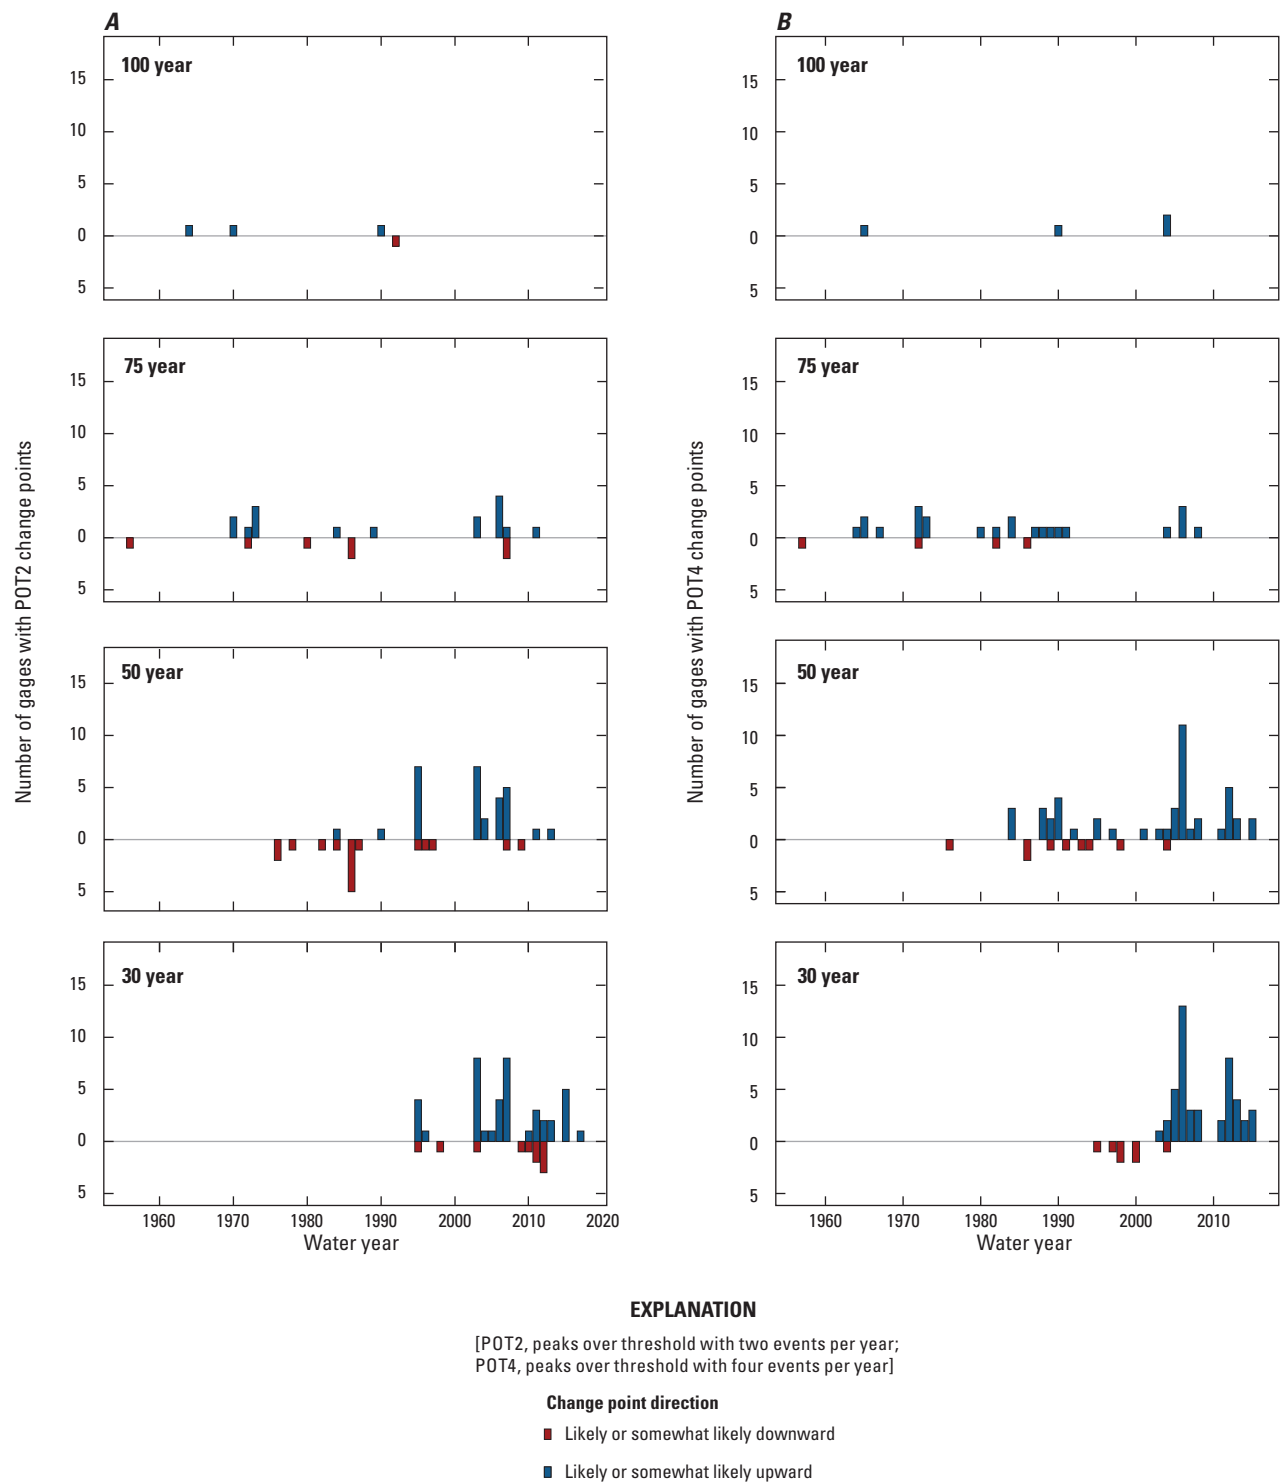 A
B
100 year
15
10
5
0
5
100 year
15
10
5
0
5
75 year
15
10
5
0
5
75 year
15
10
5
0
5
50 year
15
10
5
0
5
50 year
15
10
5
0
5
30 year
15
10
5
0
5
30 year
15
10
5
0
5
Number of gages with POT2 change points
Number of gages with POT4 change points
1960 1970 1980 1990 2000 2010 2020
Water year
1960 1970 1980 1990 2000 2010
Water year
EXPLANATION
[POT2, peaks over threshold with two events per year;
POT4, peaks over threshold with four events per year]
Change point direction
Likely or somewhat likely downward
Likely or somewhat likely upward